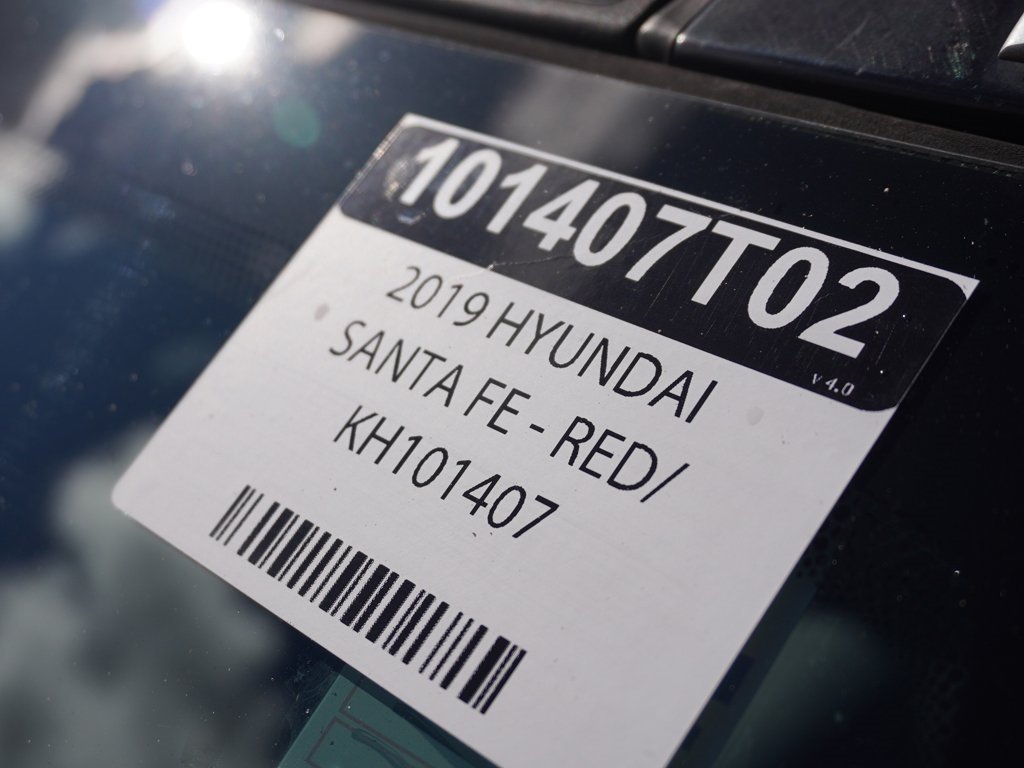 101407T02
v 4.0
2019 HYUNDAI
SANTA FE - RED/
KH101407